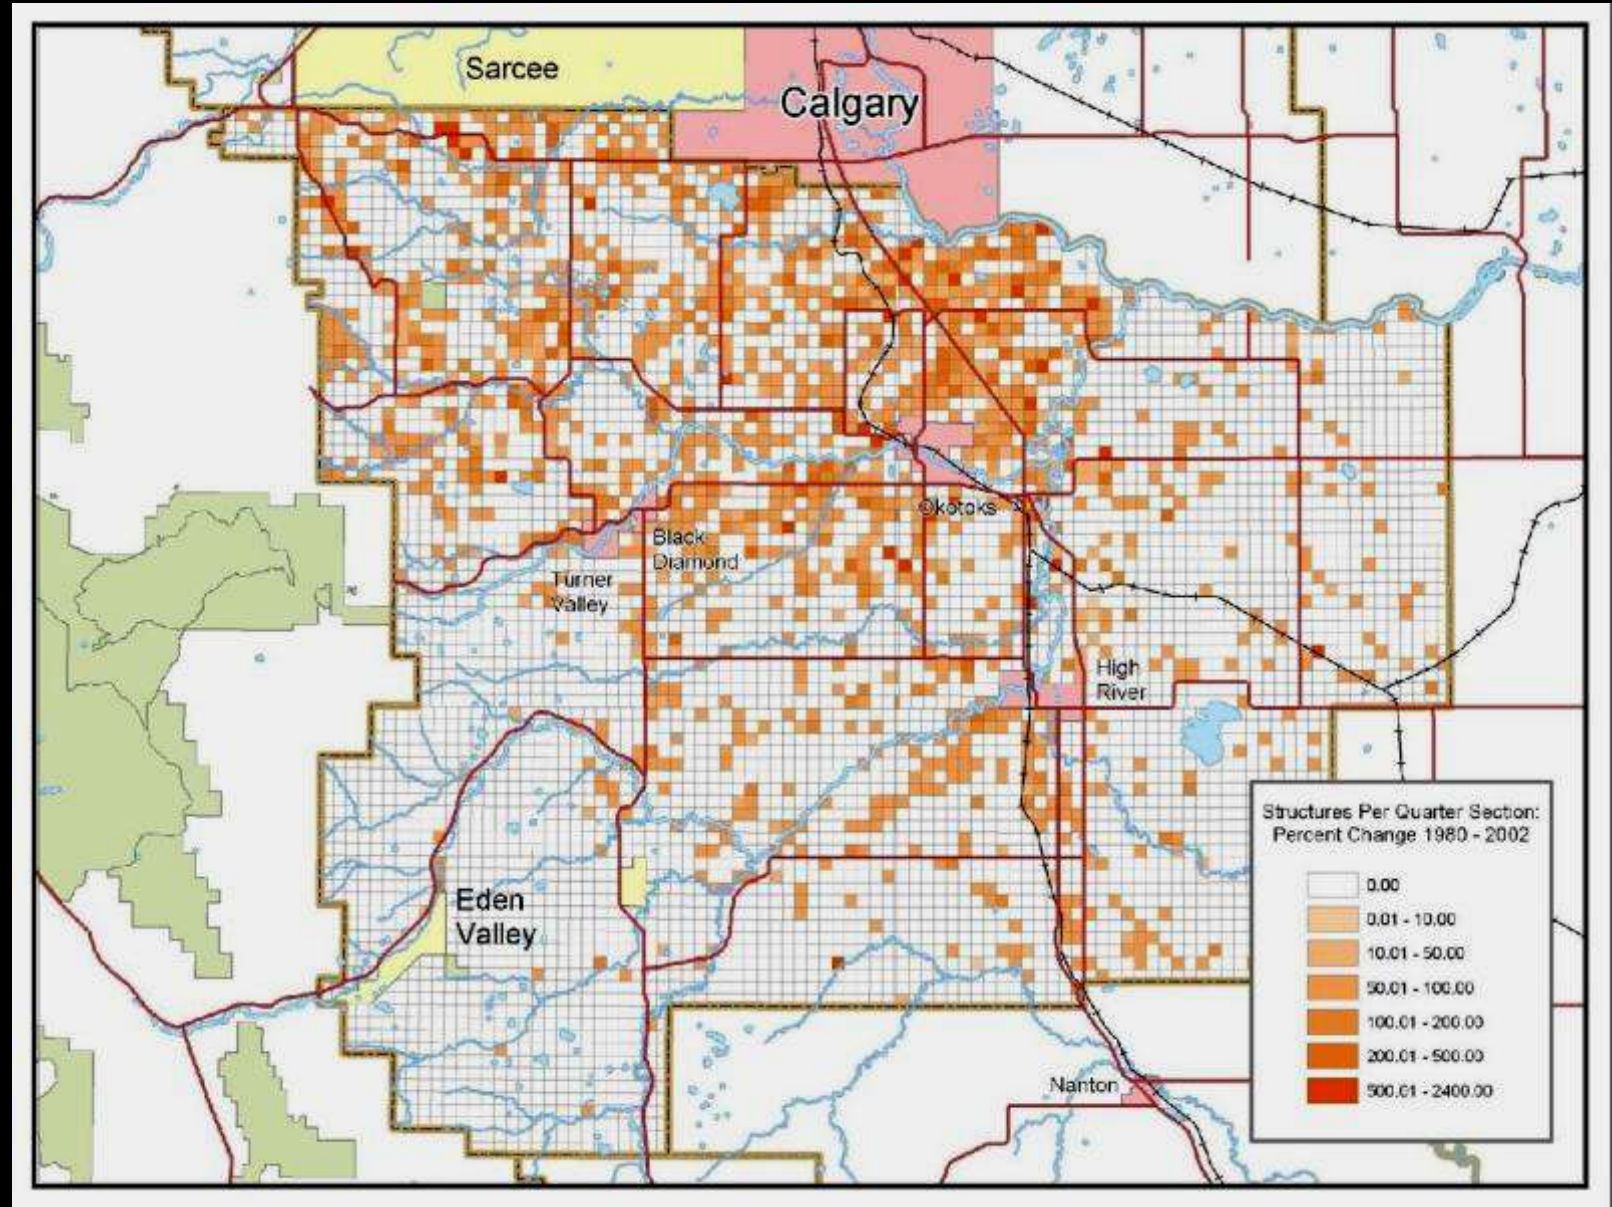 Sarcee
Calgary
Okotoks
Black
Diamond
Turner
Valley
High
River
Structures Per Quarter Section:
Percent Change 1980 - 2002
0.00
0.01 - 10.00
10.01 - 50.00
50.01 - 100.00
100.01 - 200.00
200.01 - 500.00
500.01 - 2400.00
Eden
Valley
Nanton